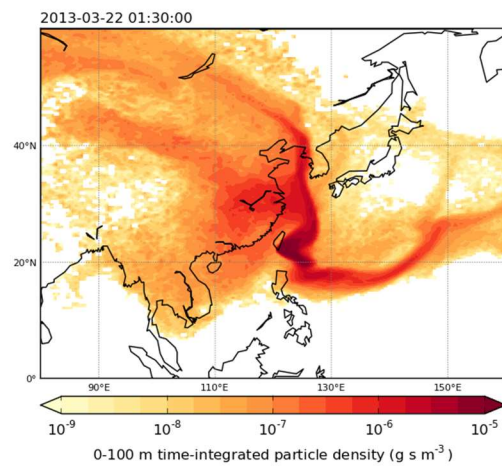 2013-03-22 01:30:00
40°N
20°N
0°
90°E 110°E 130°E 150°E
10⁻⁹ 10⁻⁸ 10⁻⁷ 10⁻⁶ 10⁻⁵
0-100 m time-integrated particle density (g s m⁻³)